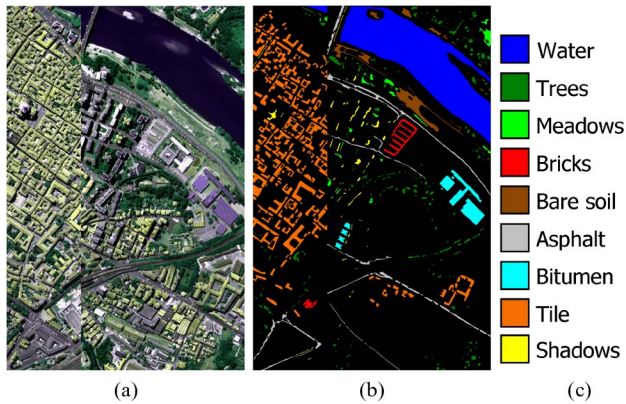 Water
Trees
Meadows
Bricks
Bare soil
Asphalt
Bitumen
Tile
Shadows
(a)
(b)
(c)